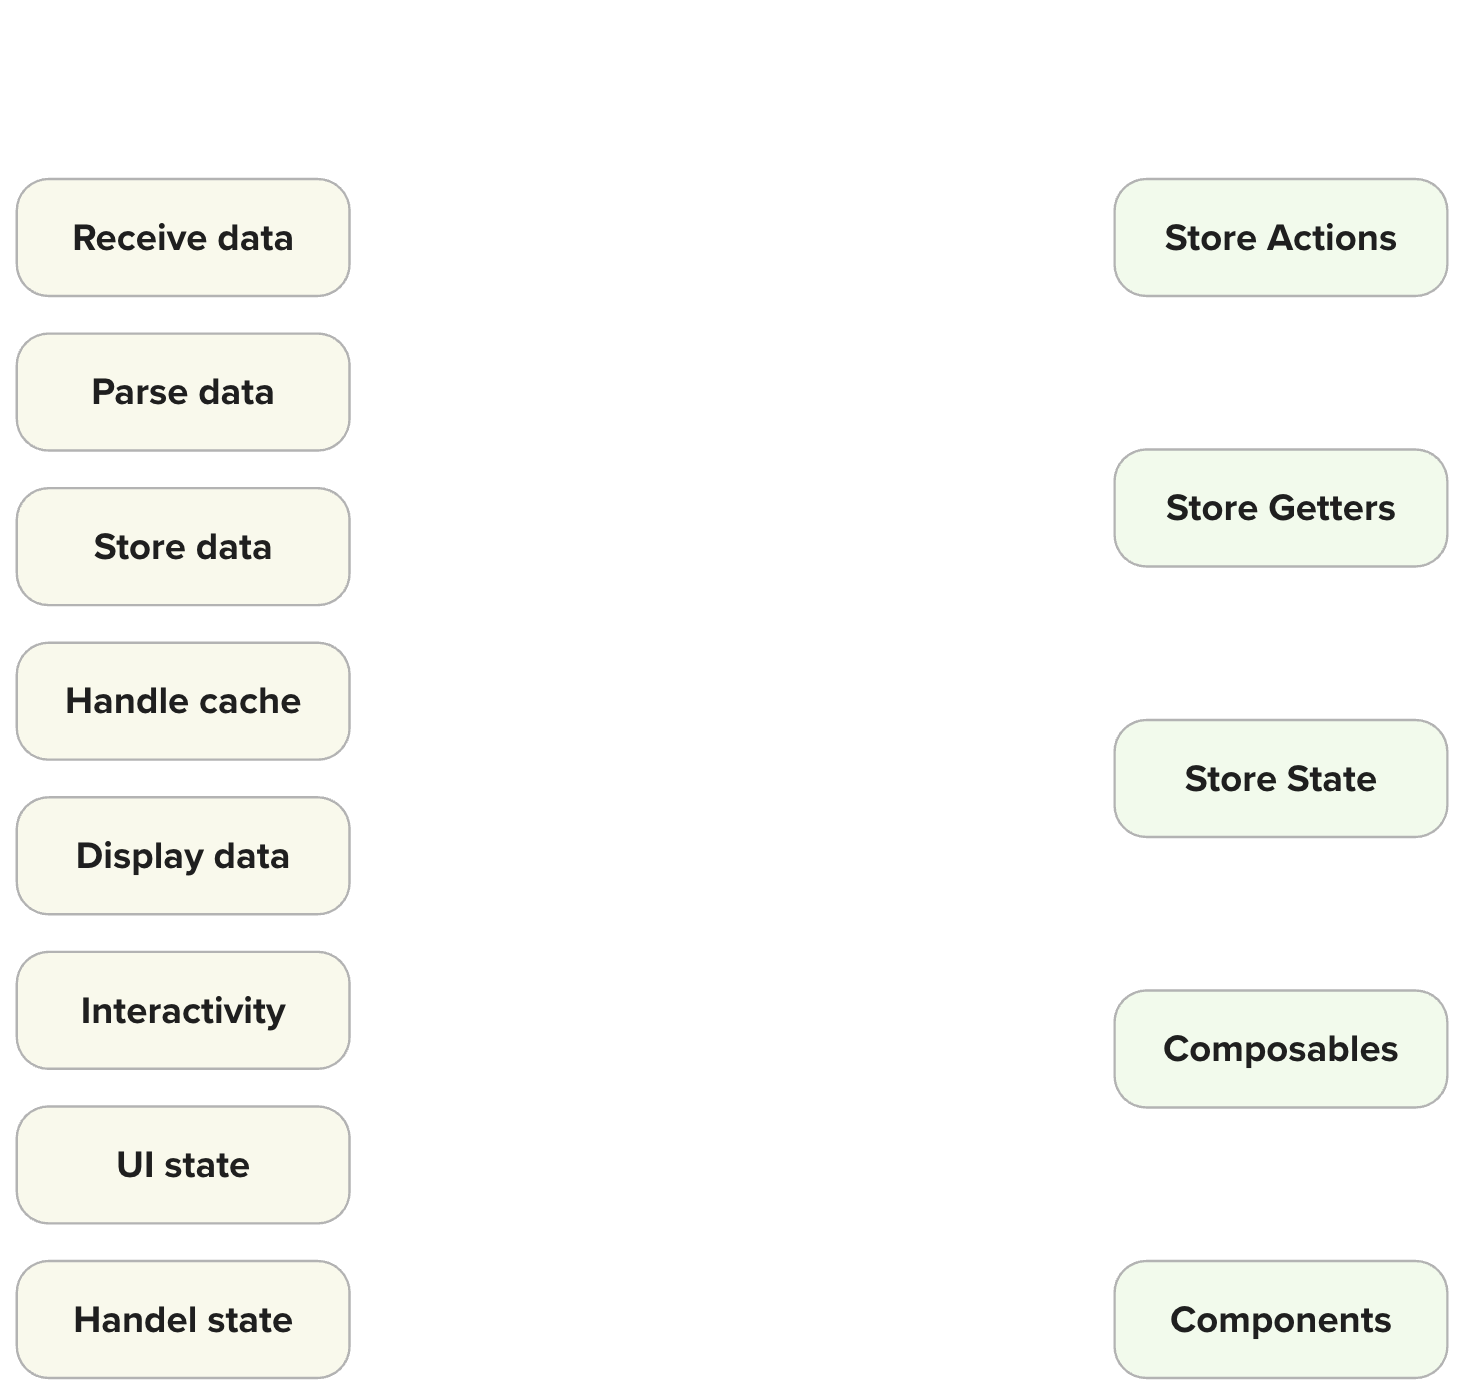 Receive data
Parse data
Store data
Handle cache
Display data
Interactivity
UI state
Handel state
Store Actions
Store Getters
Store State
Composables
Components